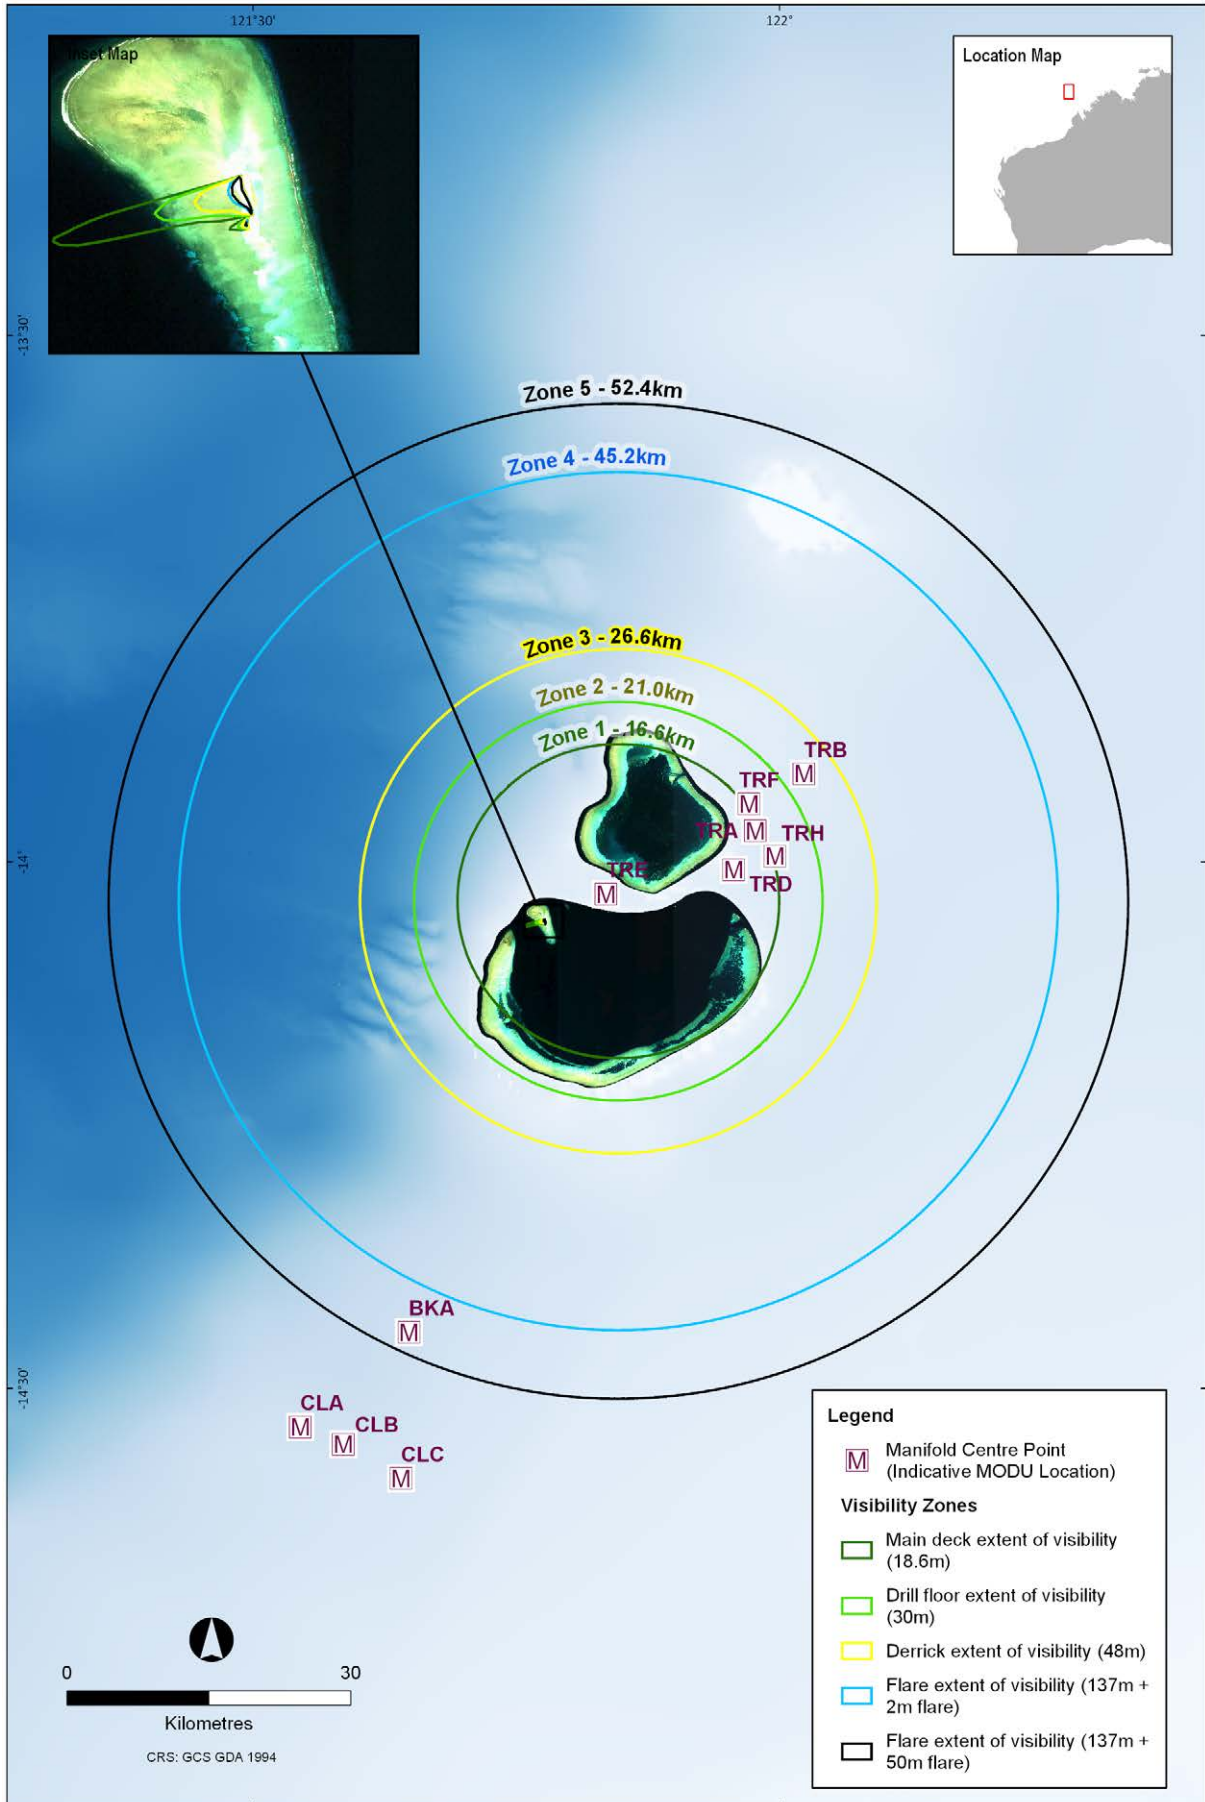 121°30'
122°
Inset Map
Location Map
-13°30'
Zone 5 - 52.4km
Zone 4 - 45.2km
Zone 3 - 26.6km
Zone 2 - 21.0km
Zone 1 - 16.6km
TRB
M
TRF
M
TRA
M
TRH
M
-14°
TRE
M
TRD
M
BKA
M
-14°30'
CLA
M
CLB
M
CLC
M
Legend
M
Manifold Centre Point
(Indicative MODU Location)
Visibility Zones
Main deck extent of visibility
(18.6m)
Drill floor extent of visibility
(30m)
Derrick extent of visibility (48m)
Flare extent of visibility (137m +
2m flare)
Flare extent of visibility (137m +
50m flare)
0 30
Kilometres
CRS: GCS GDA 1994